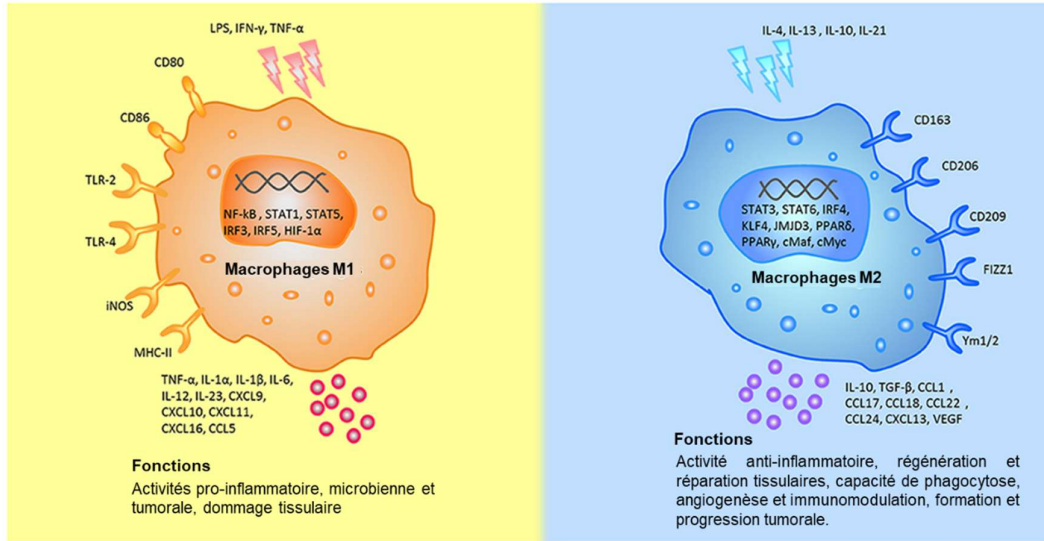 LPS, IFN-γ, TNF-α
CD80
CD86
TLR-2
TLR-4
iNOS
MHC-II
NF-kB , STAT1, STAT5,
IRF3, IRF5, HIF-1α
Macrophages M1
TNF-α, IL-1α, IL-1β, IL-6,
IL-12, IL-23, CXCL9,
CXCL10, CXCL11,
CXCL16, CCL5
Fonctions
Activités pro-inflammatoire, microbienne et
tumorale, dommage tissulaire
IL-4, IL-13 , IL-10, IL-21
CD163
CD206
CD209
FIZZ1
Ym1/2
STAT3, STAT6, IRF4,
KLF4, JMJD3, PPARδ,
PPARγ, cMaf, cMyc
Macrophages M2
IL-10, TGF-β, CCL1 ,
CCL17, CCL18, CCL22 ,
CCL24, CXCL13, VEGF
Fonctions
Activité anti-inflammatoire, régénération et
réparation tissulaires, capacité de phagocytose,
angiogenèse et immunomodulation, formation et
progression tumorale.